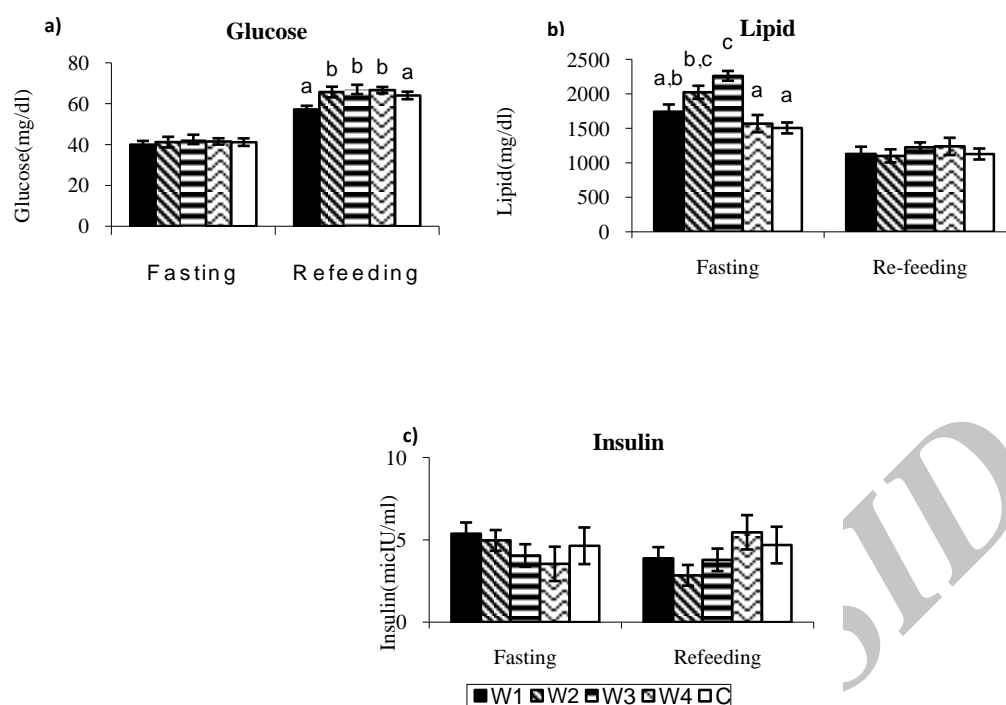 a)
Glucose
Glucose(mg/dl)
80
60
40
20
0
a b b b a
Fasting Refeeding
b)
Lipid
Lipid(mg/dl)
2500
2000
1500
1000
500
0
a,b b,c c a a
Fasting Re-feeding
c)
Insulin
Insulin(micIU/ml)
10
5
0
Fasting Refeeding
W1 W2 W3 W4 C
SID